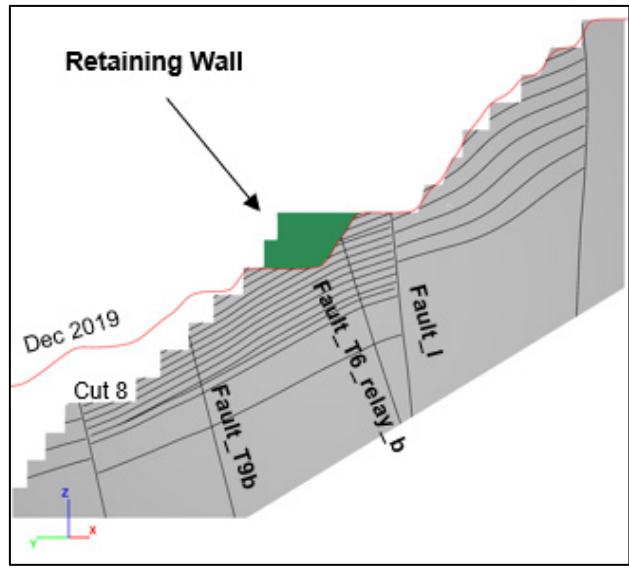 Retaining Wall
Dec 2019
Cut 8
Fault_T9b
Fault_T6_relay_b
Fault_I
Z
Y
X